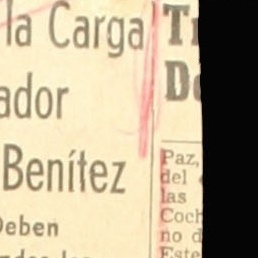 la Carga
ador
Benítez
Deben
Paz,
del
las
Coch
no d
Este